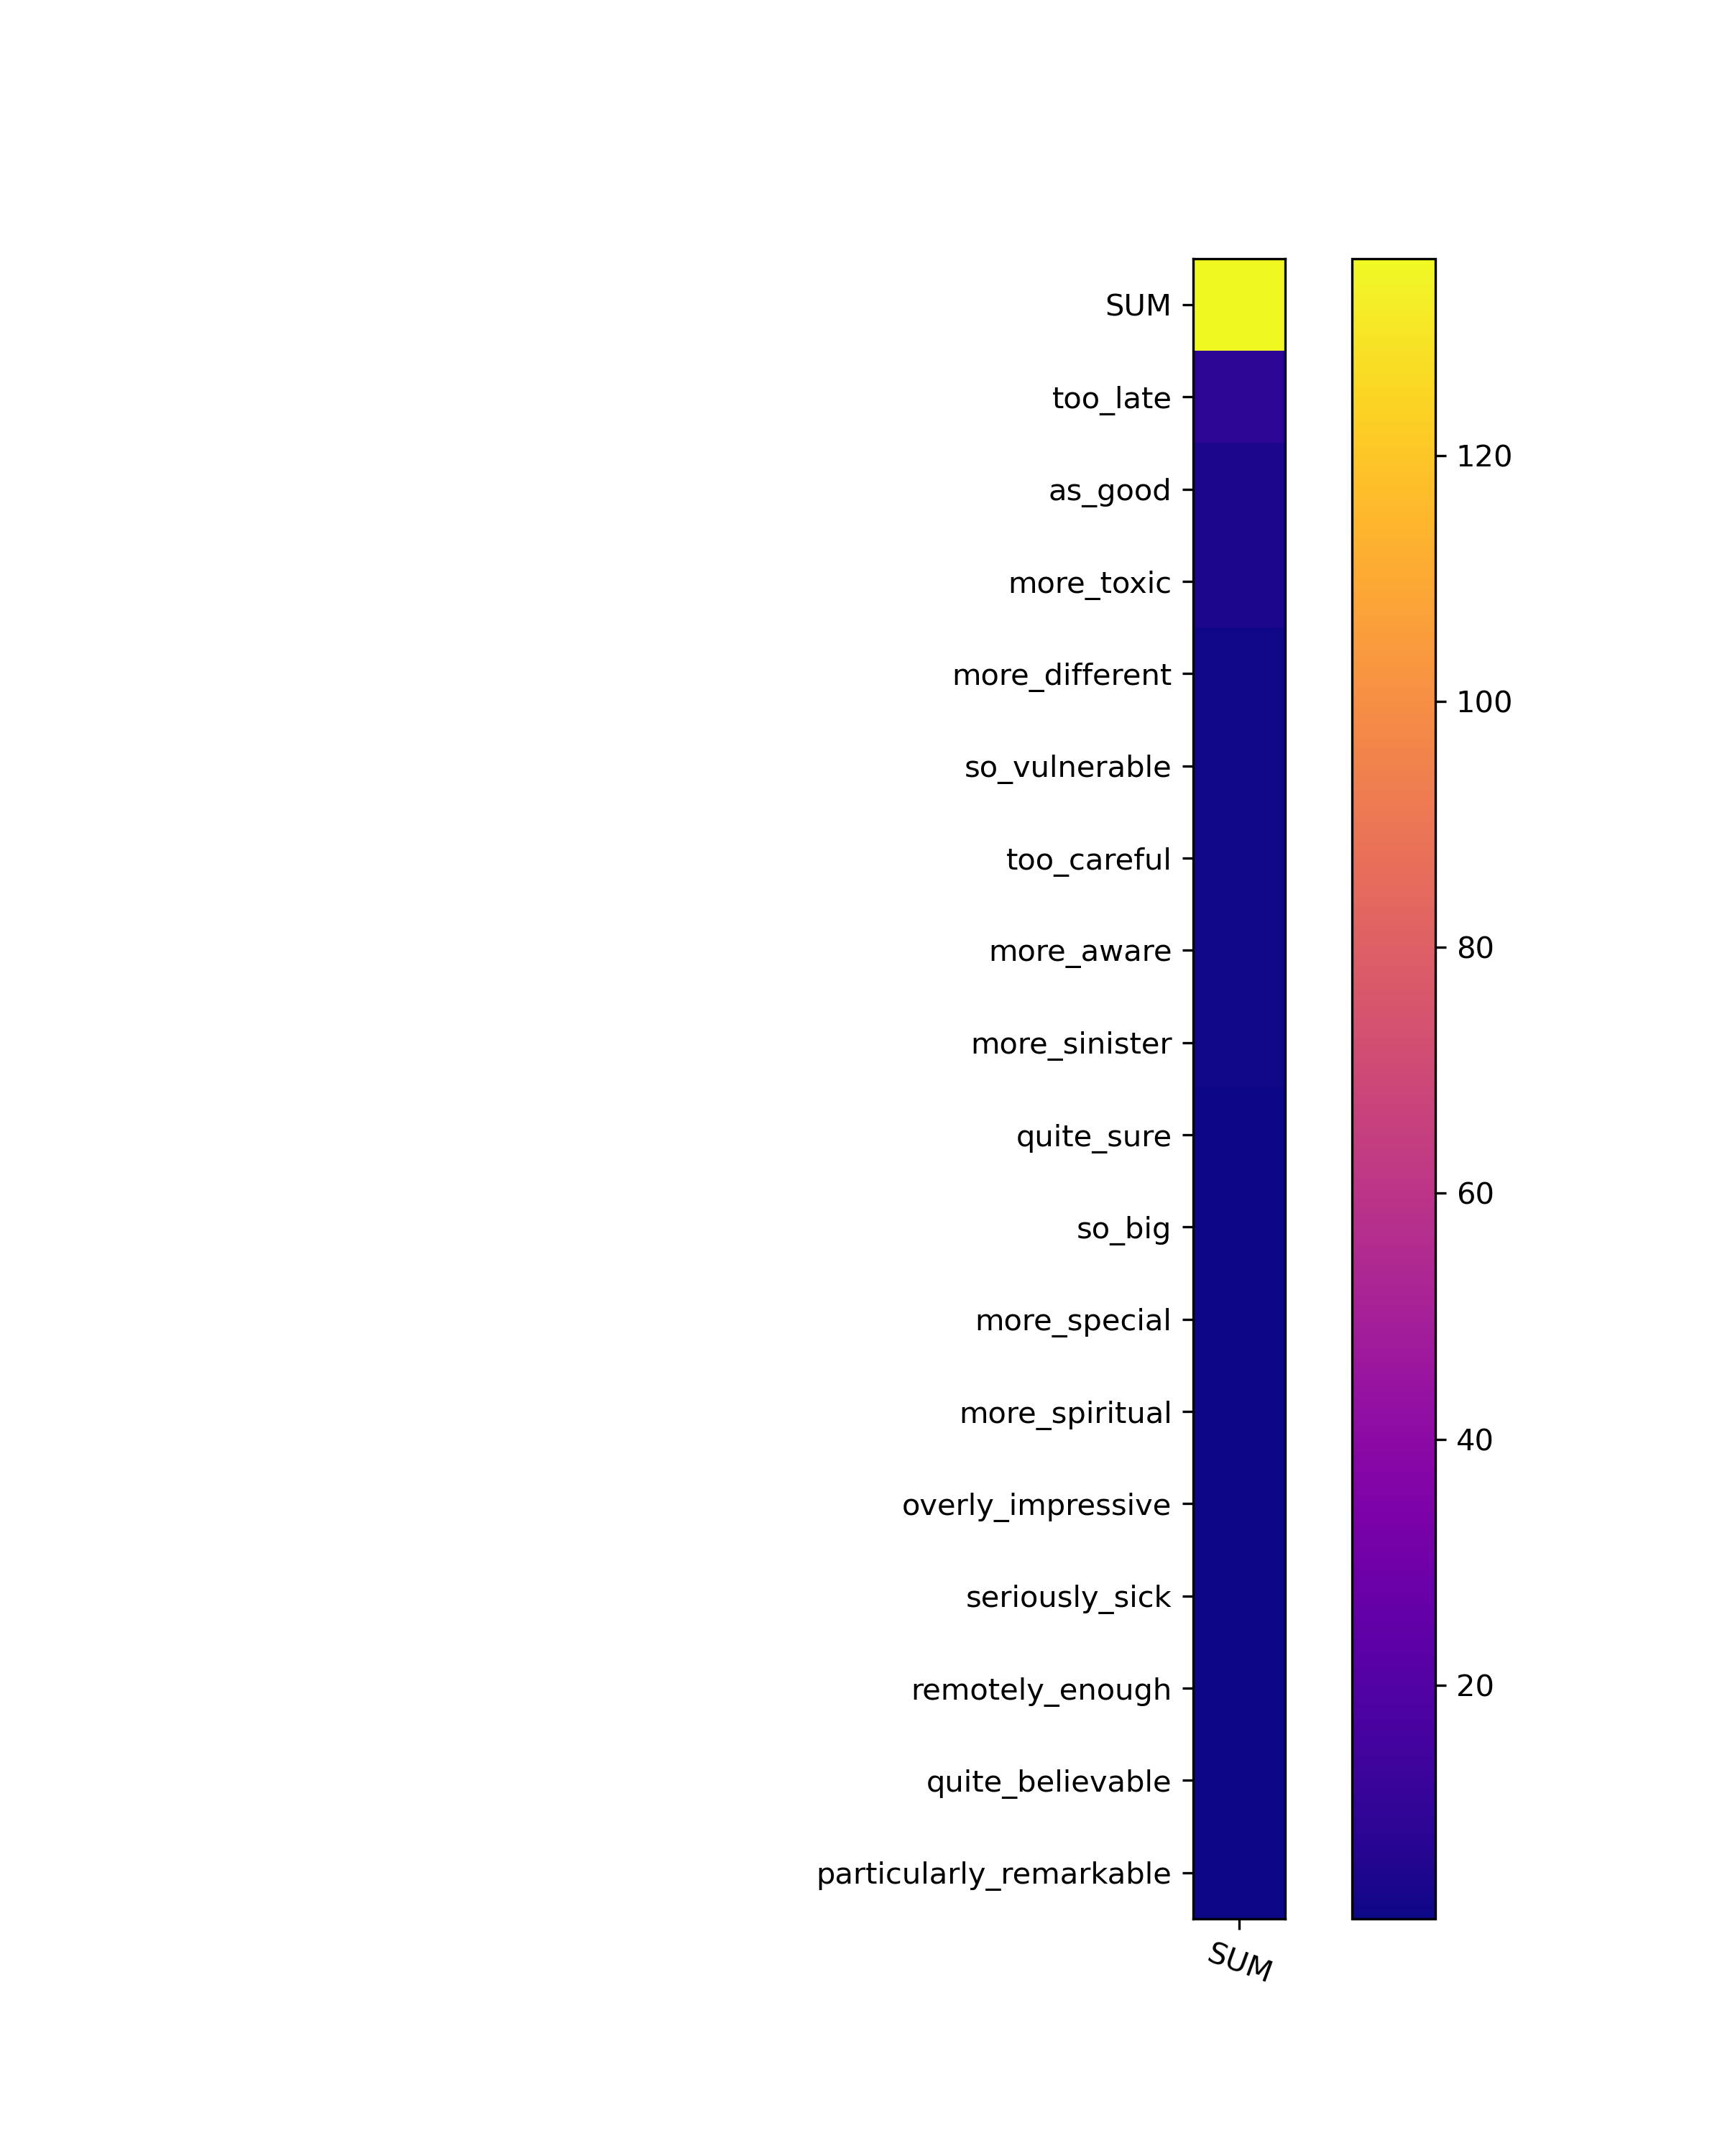 SUM
too_late
as_good
more_toxic
more_different
so_vulnerable
too_careful
more_aware
more_sinister
quite_sure
so_big
more_special
more_spiritual
overly_impressive
seriously_sick
remotely_enough
quite_believable
particularly_remarkable
SUM
120
100
80
60
40
20